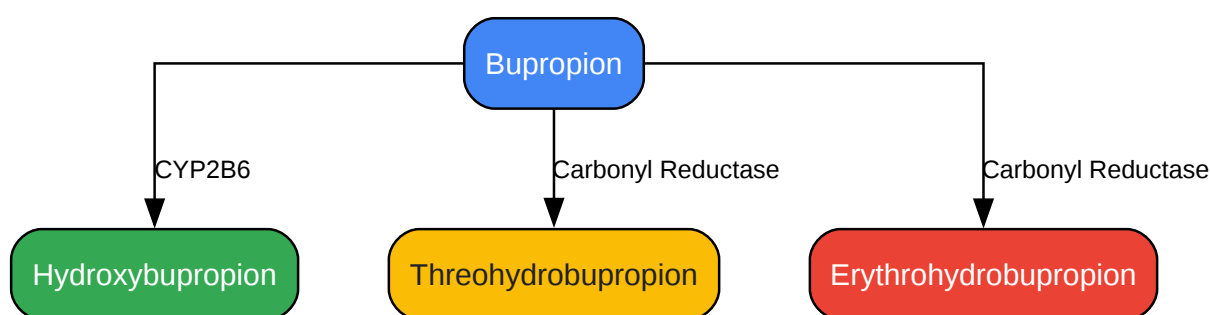 Bupropion
CYP2B6
Carbonyl Reductase
Carbonyl Reductase
Hydroxybupropion
Threohydrobupropion
Erythrohydrobupropion